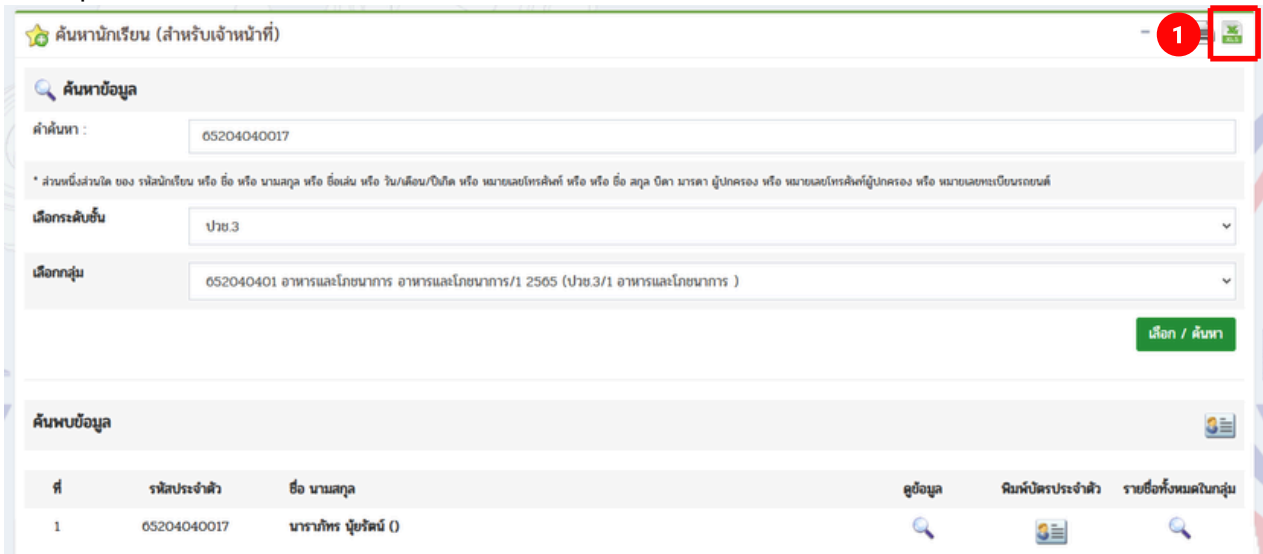 ค้นหานักเรียน (สำหรับเจ้าหน้าที่)
1
XLS
ค้นหาข้อมูล
คำค้นหา :
65204040017
* ส่วนหนึ่งส่วนใด ของ รหัสนักเรียน หรือ ชื่อ หรือ นามสกุล หรือ ชื่อเล่น หรือ วัน/เดือน/ปีเกิด หรือ หมายเลขโทรศัพท์ หรือ หรือ ชื่อ สกุล บิดา มารดา ผู้ปกครอง หรือ หมายเลขโทรศัพท์ผู้ปกครอง หรือ หมายเลขทะเบียนรถยนต์
เลือกระดับชั้น
ปวช.3
เลือกกลุ่ม
652040401 อาหารและโภชนาการ อาหารและโภชนาการ/1 2565 (ปวช.3/1 อาหารและโภชนาการ )
เลือก / ค้นหา
ค้นพบข้อมูล
ที่ รหัสประจำตัว ชื่อ นามสกุล ดูข้อมูล พิมพ์บัตรประจำตัว รายชื่อทั้งหมดในกลุ่ม
1 65204040017 นาราภัทร นุ้ยรัตน์ ()